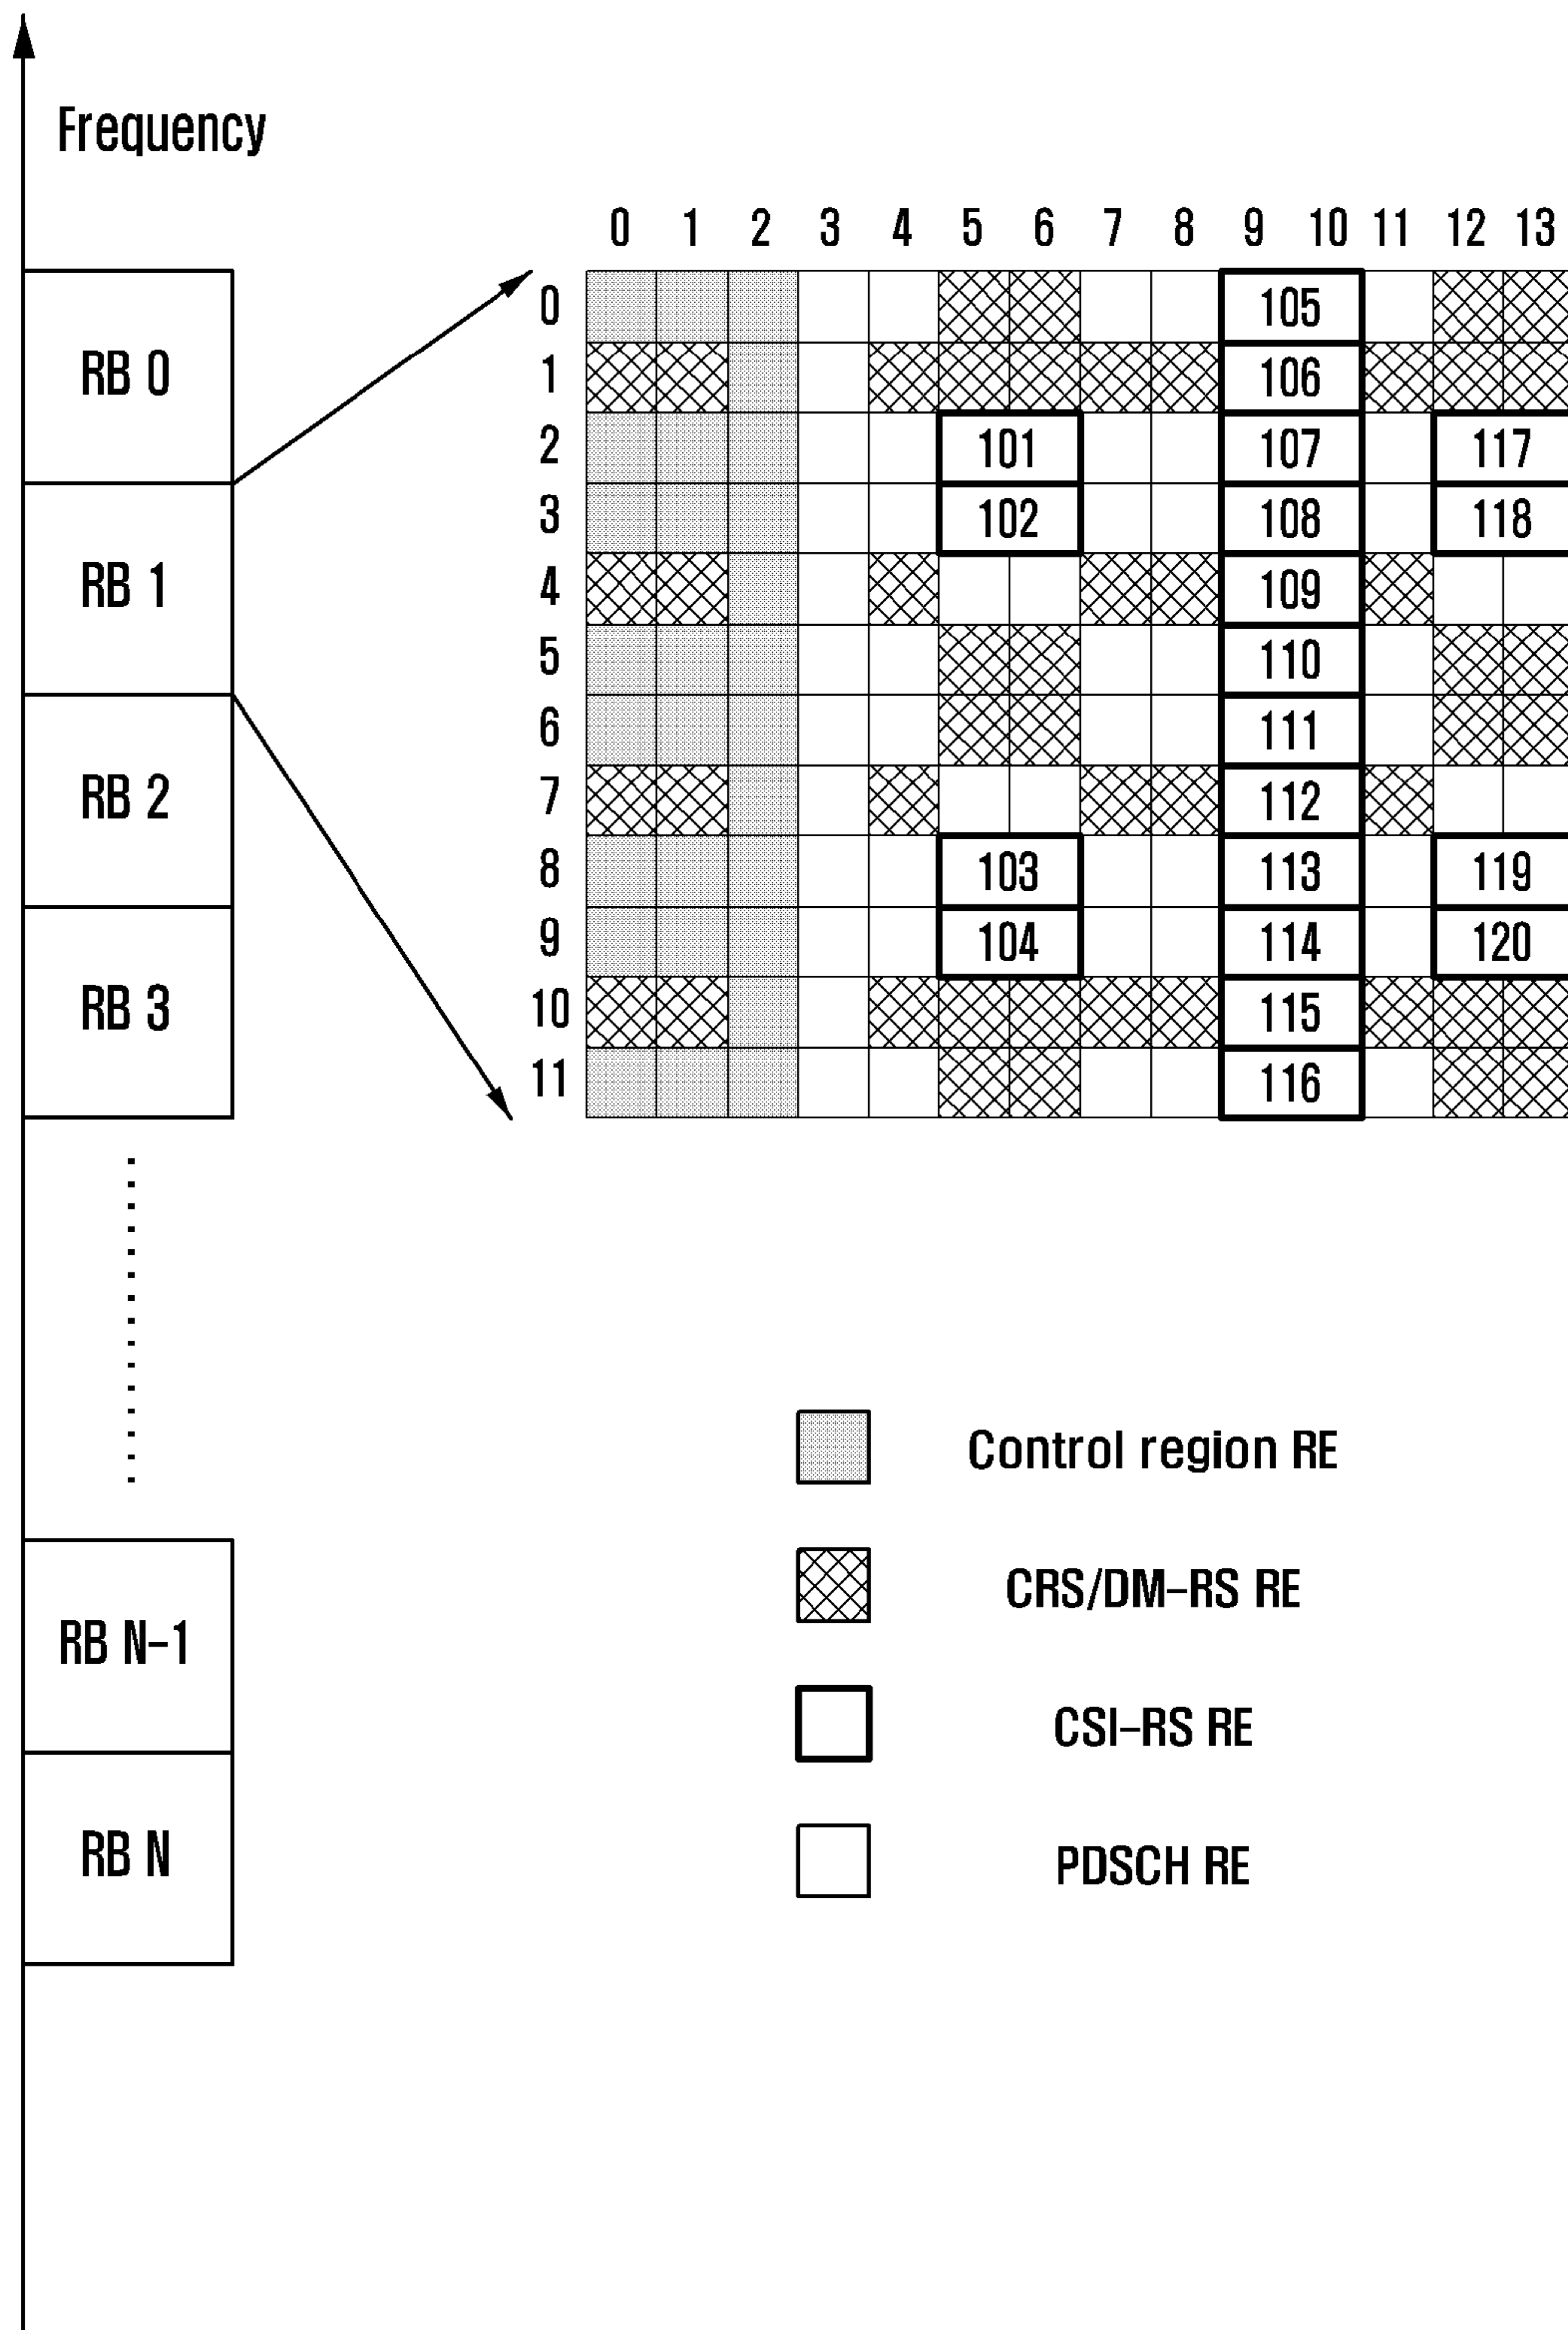 Frequency
0 1 2 3 4 5 6 7 8 9 10 11 12 13
RB 0
RB 1
RB 2
RB 3
RB N-1
RB N
0 105
1 106
2 101 107 117
3 102 108 118
4 109
5 110
6 111
7 112
8 103 113 119
9 104 114 120
10 115
11 116
Control region RE
CRS/DM-RS RE
CSI-RS RE
PDSCH RE